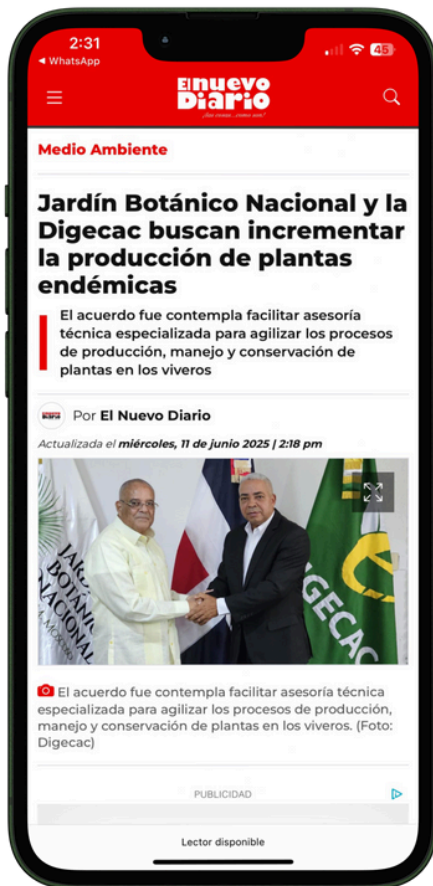 2:31
45
◄ WhatsApp
El nuevo
Diario
Medio Ambiente
Jardín Botánico Nacional y la
Digecac buscan incrementar
la producción de plantas
endémicas
El acuerdo fue contempla facilitar asesoría
técnica especializada para agilizar los procesos
de producción, manejo y conservación de
plantas en los viveros
Por El Nuevo Diario
Actualizada el miércoles, 11 de junio 2025 | 2:18 pm
JARDÍN
BOTÁNICO
NACIONAL
DIGECAC
El acuerdo fue contempla facilitar asesoría técnica
especializada para agilizar los procesos de producción,
manejo y conservación de plantas en los viveros. (Foto:
Digecac)
PUBLICIDAD
Lector disponible